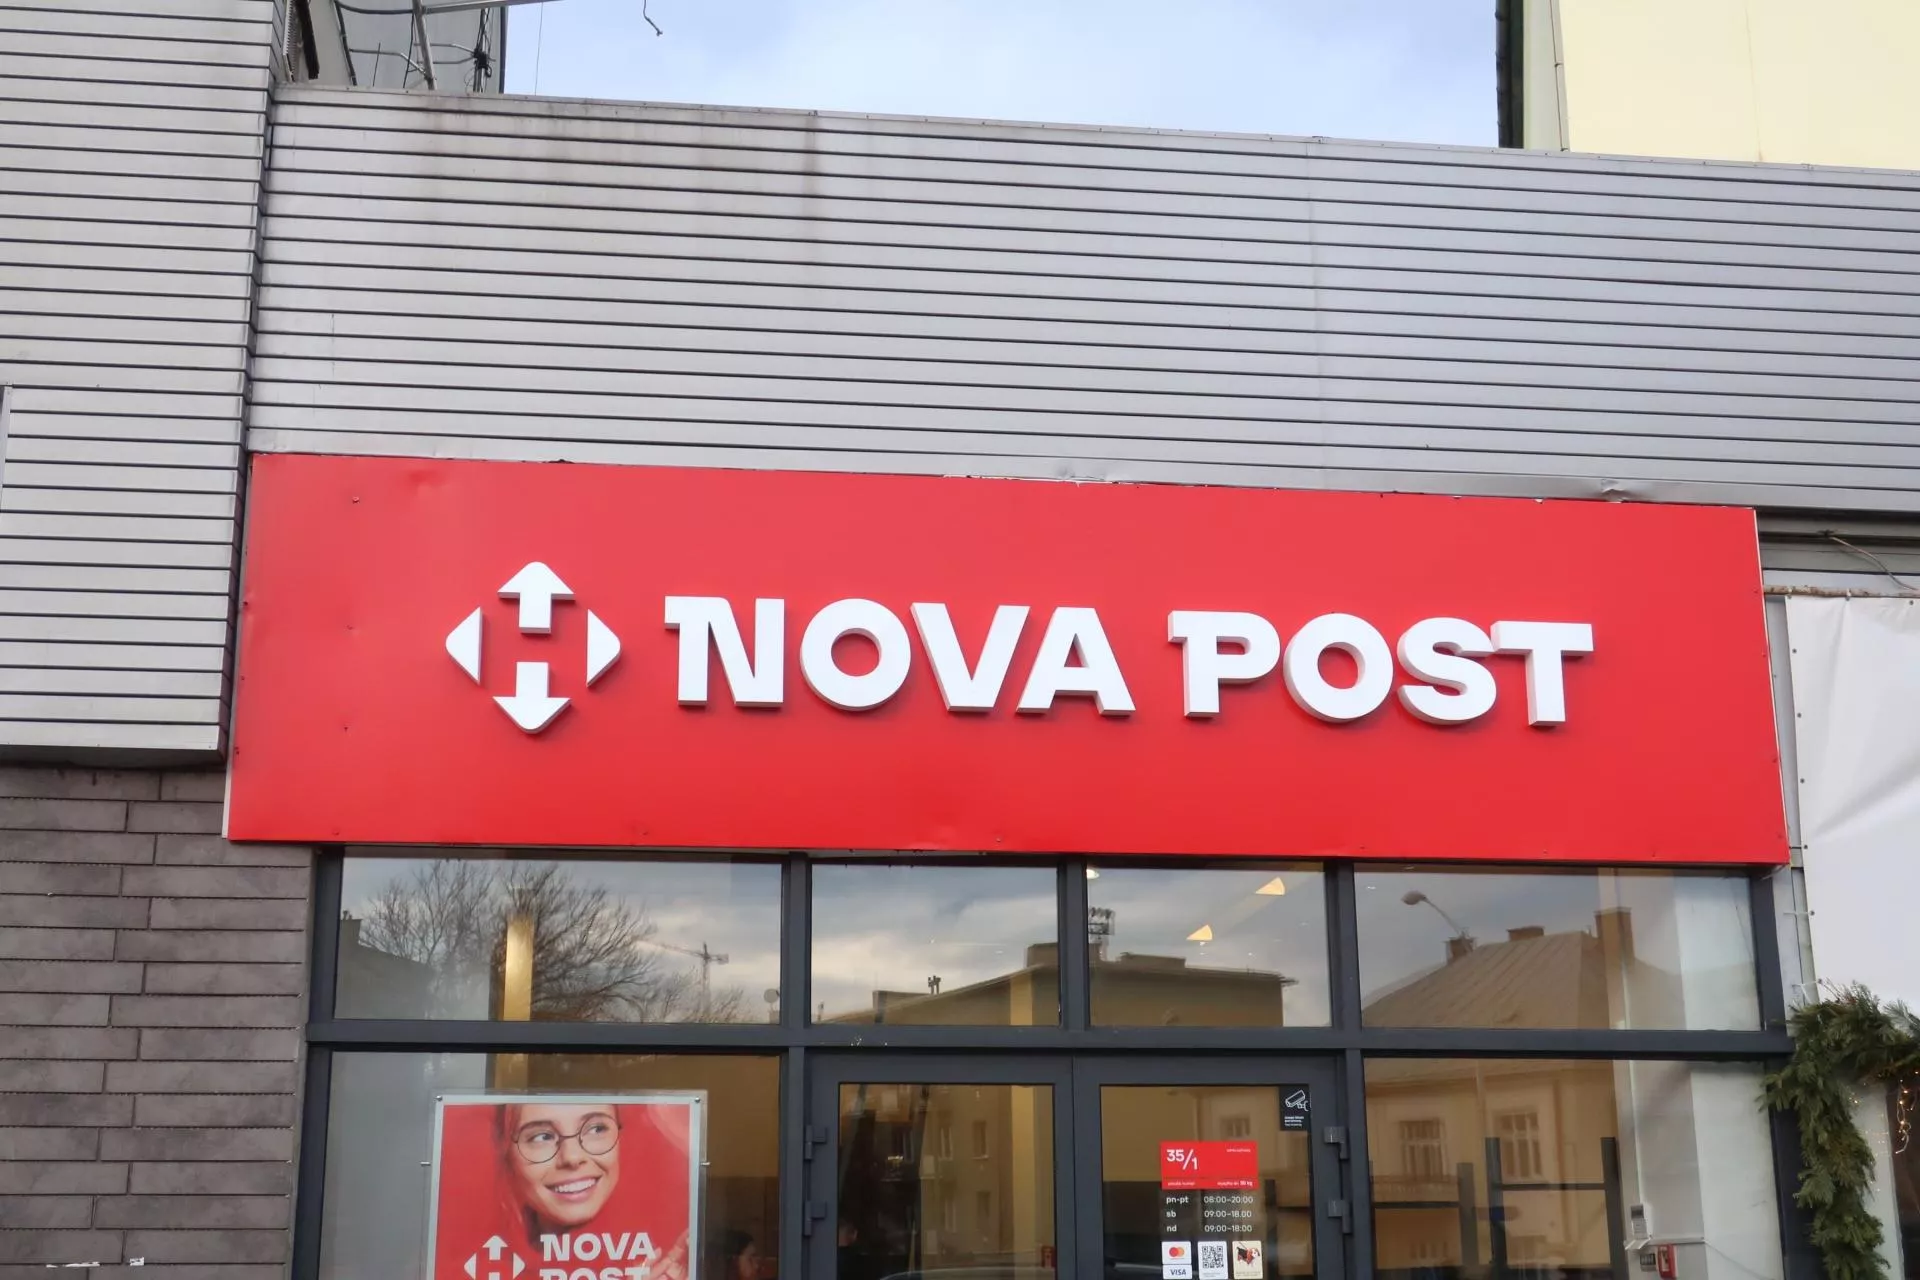 NOVA POST
35/1
pn-pt 08:00-20:00
sb 09:00-18:00
nd 09:00-18:00
VISA
NOVA
POST